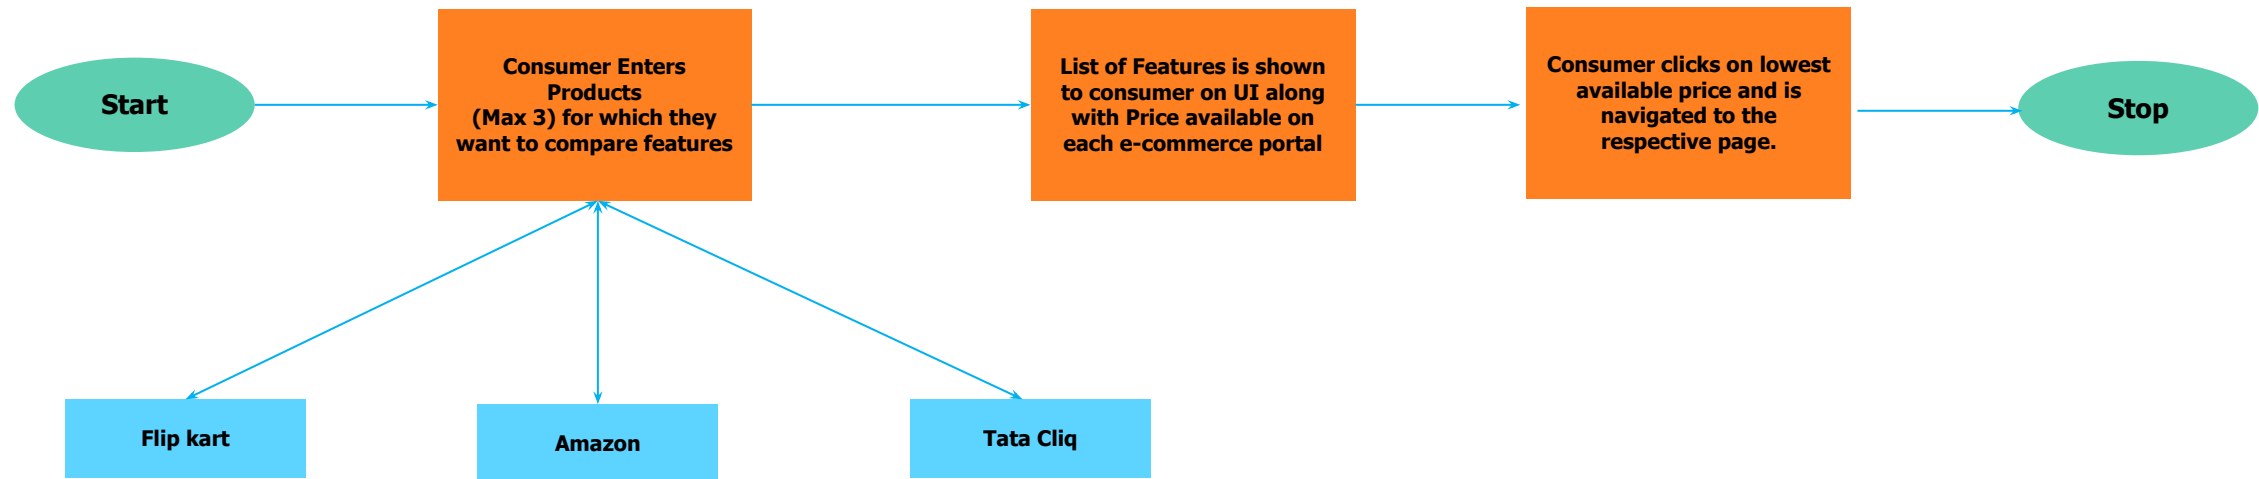 Start
Consumer Enters
Products
(Max 3) for which they
want to compare features
List of Features is shown
to consumer on UI along
with Price available on
each e-commerce portal
Consumer clicks on lowest
available price and is
navigated to the
respective page.
Stop
Flip kart
Amazon
Tata Cliq